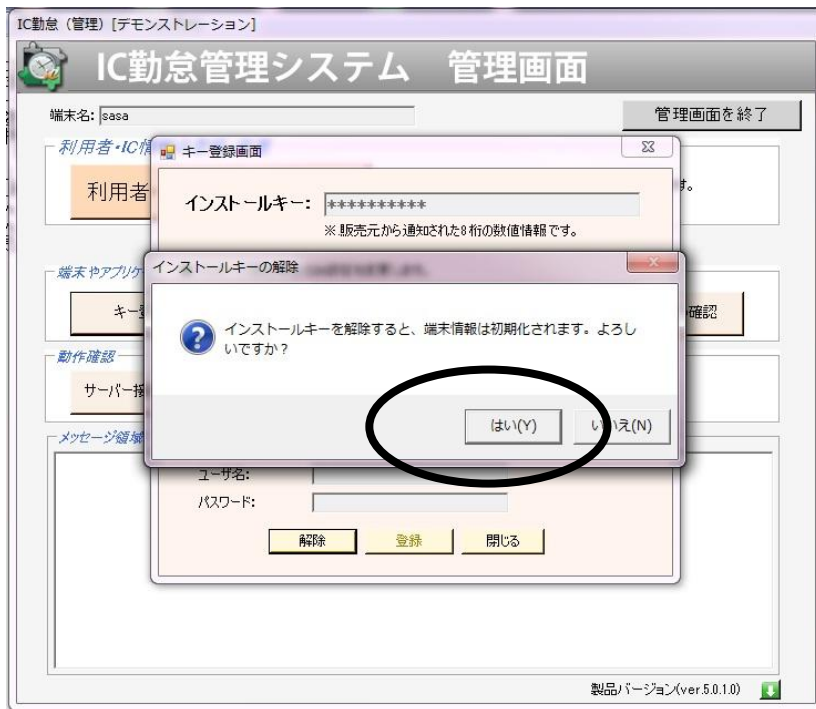 IC勤怠（管理）[デモンストレーション]
IC勤怠管理システム　管理画面
端末名: sasa
管理画面を終了
利用者・IC情
キー登録画面
利用者
す。
インストールキー: **********
※販売元から通知された8桁の数値情報です。
端末やアプリケ
インストールキーの解除
キー
確認
インストールキーを解除すると、端末情報は初期化されます。よろし
いですか？
動作確認
サーバー接
はい(Y)
いいえ(N)
メッセージ領域
ユーザ名:
パスワード:
解除
登録
閉じる
製品バージョン(ver.5.0.1.0)